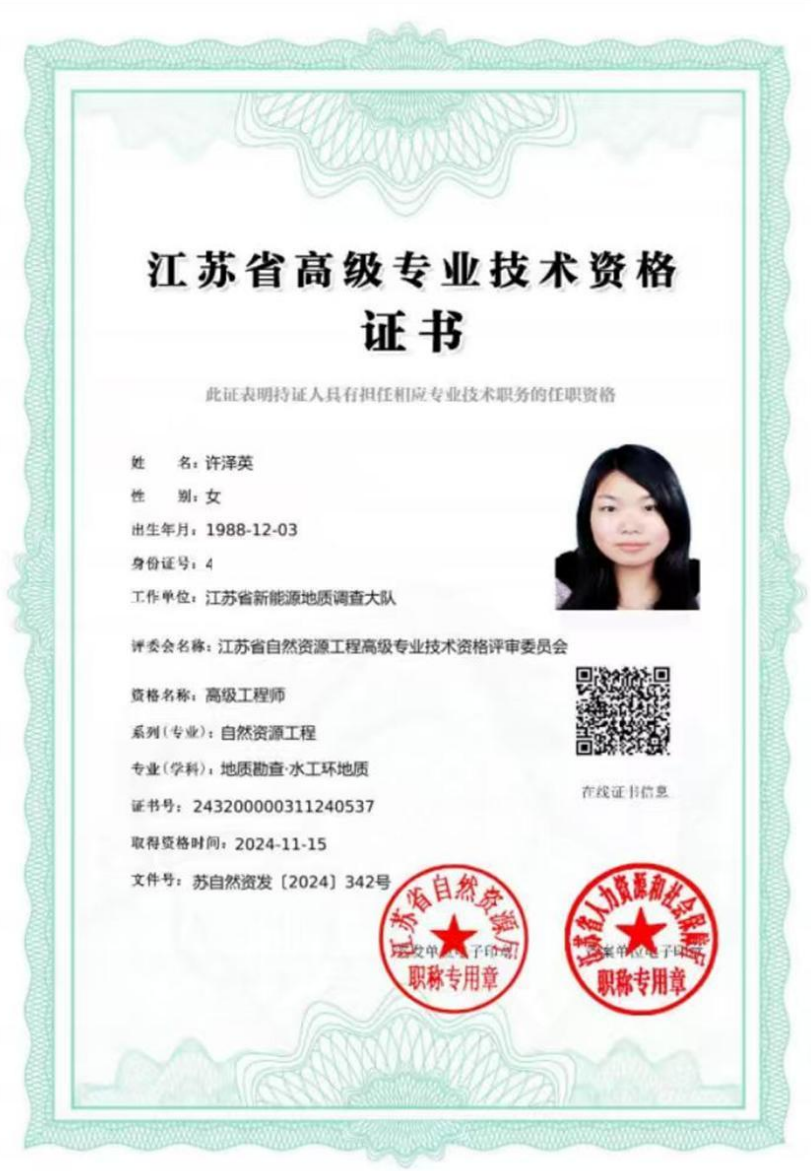 江苏省高级专业技术资格
证书
此证表明持证人具有担任相应专业技术职务的任职资格
姓 名：许泽英
性 别：女
出生年月：1988-12-03
身份证号：4
工作单位：江苏省新能源地质调查大队
评委会名称：江苏省自然资源工程高级专业技术资格评审委员会
资格名称：高级工程师
系列（专业）：自然资源工程
专业（学科）：地质勘查·水工环地质
证书号：243200000311240537
取得资格时间：2024-11-15
文件号：苏自然资发〔2024〕342号
在线证书信息
江苏省自然资源厅
职称专用章
江苏省人力资源和社会保障厅
职称专用章